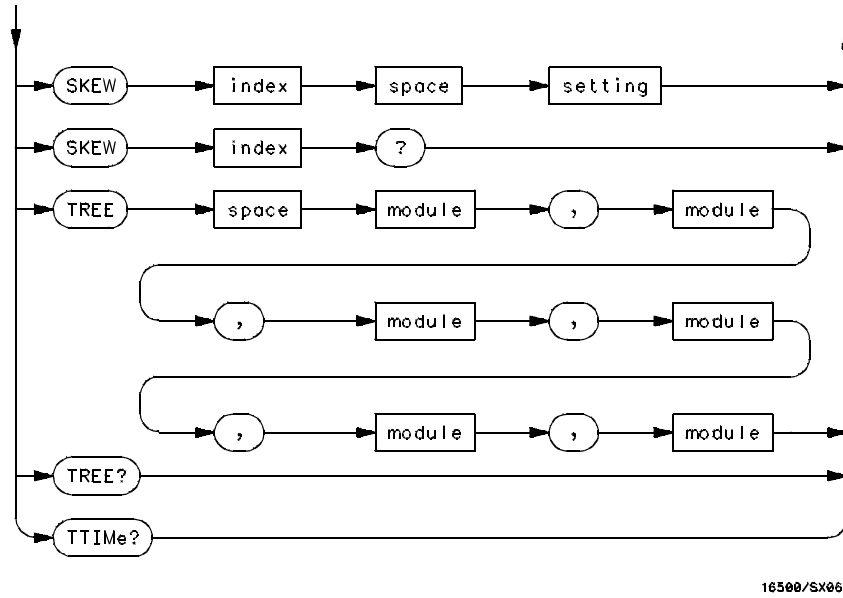 SKEW index space setting
SKEW index ?
TREE space module , module
, module , module
, module , module
TREE?
TTIMe?
16500/SX06